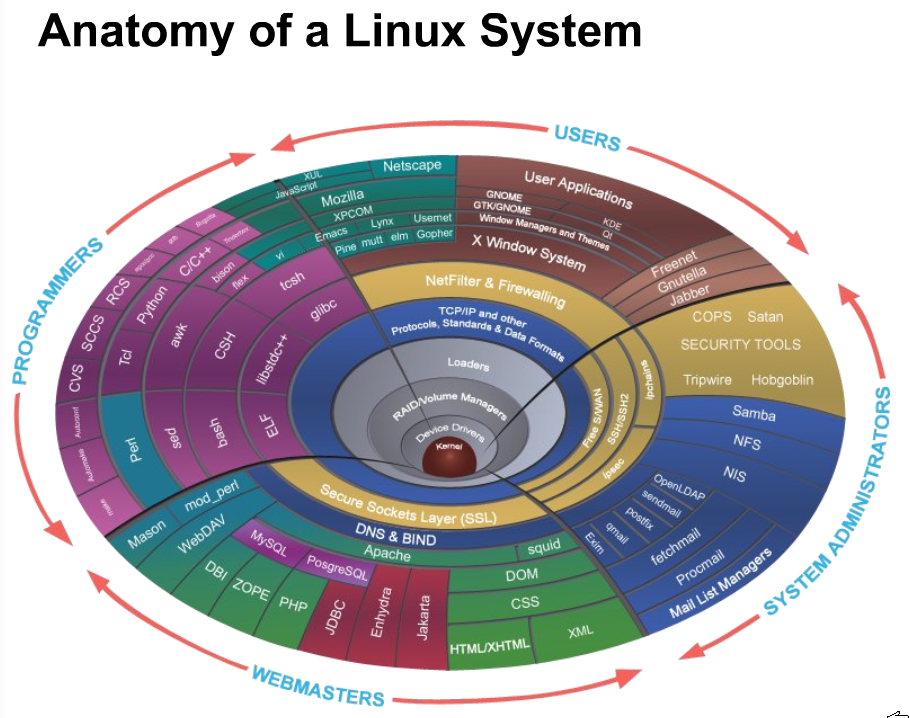 Anatomy of a Linux System
USERS
PROGRAMMERS
SYSTEM ADMINISTRATORS
WEBMASTERS
XUL
Netscape
JavaScript
Mozilla
XPCOM
Emacs
Lynx
Usernet
vi
Pine
mutt
elm
Gopher
User Applications
GNOME
KDE
GTK/GNOME
Qt
Window Managers and Themes
X Window System
Freenet
Gnutella
Jabber
NetFilter & Firewalling
TCP/IP and other
Protocols, Standards & Data Formats
Loaders
RAID/Volume Managers
Device Drivers
Kernel
Free S/WAN
SSH/SSH2
Ipchains
Ipsec
COPS
Satan
SECURITY TOOLS
Tripwire
Hobgoblin
Samba
NFS
NIS
OpenLDAP
sendmail
postfix
qmail
Exim
fetchmail
Procmail
Mail List Managers
C/C++
bison
flex
tcsh
glibc
RCS
Python
SCCS
awk
CSH
libstdc++
CVS
Tcl
Autoconf
Automake
make
Perl
sed
bash
ELF
Secure Sockets Layer (SSL)
DNS & BIND
Apache
squid
mod_perl
Mason
WebDAV
MySQL
PosgreSQL
DBI
ZOPE
PHP
JDBC
Enhydra
Jakarta
DOM
CSS
HTML/XHTML
XML